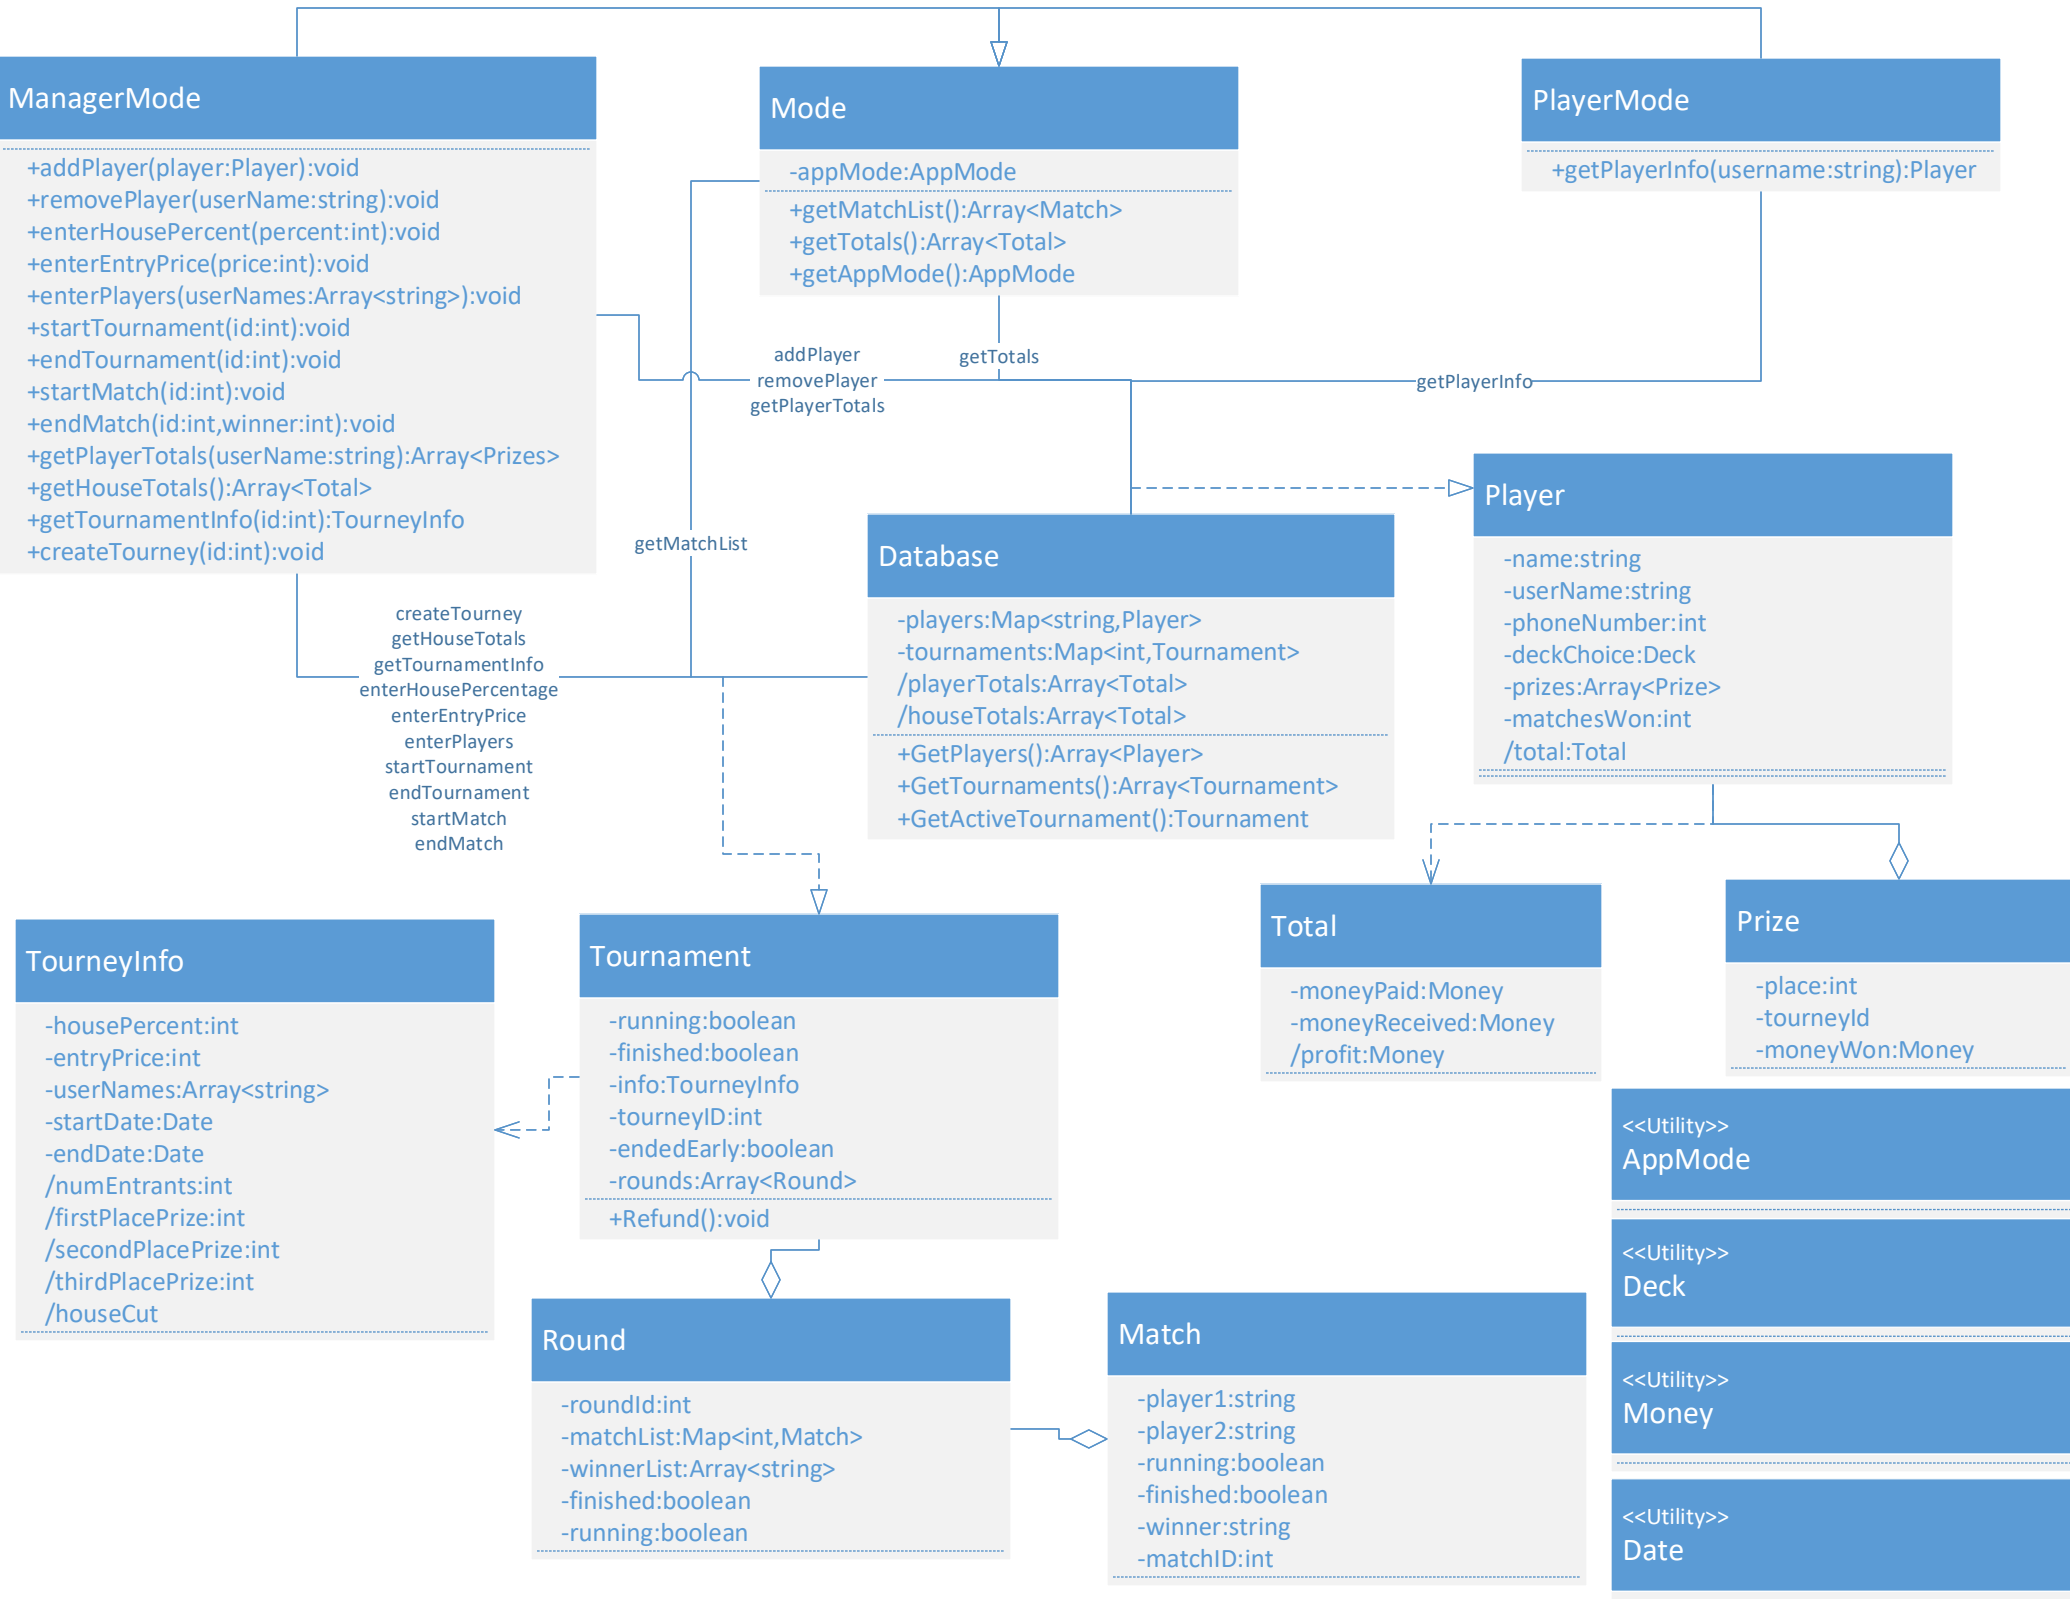 ManagerMode
+addPlayer(player:Player):void
+removePlayer(userName:string):void
+enterHousePercent(percent:int):void
+enterEntryPrice(price:int):void
+enterPlayers(userNames:Array<string>):void
+startTournament(id:int):void
+endTournament(id:int):void
+startMatch(id:int):void
+endMatch(id:int,winner:int):void
+getPlayerTotals(userName:string):Array<Prizes>
+getHouseTotals():Array<Total>
+getTournamentInfo(id:int):TourneyInfo
+createTourney(id:int):void
Mode
-appMode:AppMode
+getMatchList():Array<Match>
+getTotals():Array<Total>
+getAppMode():AppMode
PlayerMode
+getPlayerInfo(username:string):Player
addPlayer
removePlayer
getPlayerTotals
getTotals
getPlayerInfo
getMatchList
createTourney
getHouseTotals
getTournamentInfo
enterHousePercentage
enterEntryPrice
enterPlayers
startTournament
endTournament
startMatch
endMatch
Database
-players:Map<string,Player>
-tournaments:Map<int,Tournament>
/playerTotals:Array<Total>
/houseTotals:Array<Total>
+GetPlayers():Array<Player>
+GetTournaments():Array<Tournament>
+GetActiveTournament():Tournament
Player
-name:string
-userName:string
-phoneNumber:int
-deckChoice:Deck
-prizes:Array<Prize>
-matchesWon:int
/total:Total
TourneyInfo
-housePercent:int
-entryPrice:int
-userNames:Array<string>
-startDate:Date
-endDate:Date
/numEntrants:int
/firstPlacePrize:int
/secondPlacePrize:int
/thirdPlacePrize:int
/houseCut
Tournament
-running:boolean
-finished:boolean
-info:TourneyInfo
-tourneyID:int
-endedEarly:boolean
-rounds:Array<Round>
+Refund():void
Total
-moneyPaid:Money
-moneyReceived:Money
/profit:Money
Prize
-place:int
-tourneyId
-moneyWon:Money
Round
-roundId:int
-matchList:Map<int,Match>
-winnerList:Array<string>
-finished:boolean
-running:boolean
Match
-player1:string
-player2:string
-running:boolean
-finished:boolean
-winner:string
-matchID:int
<<Utility>>
AppMode
<<Utility>>
Deck
<<Utility>>
Money
<<Utility>>
Date